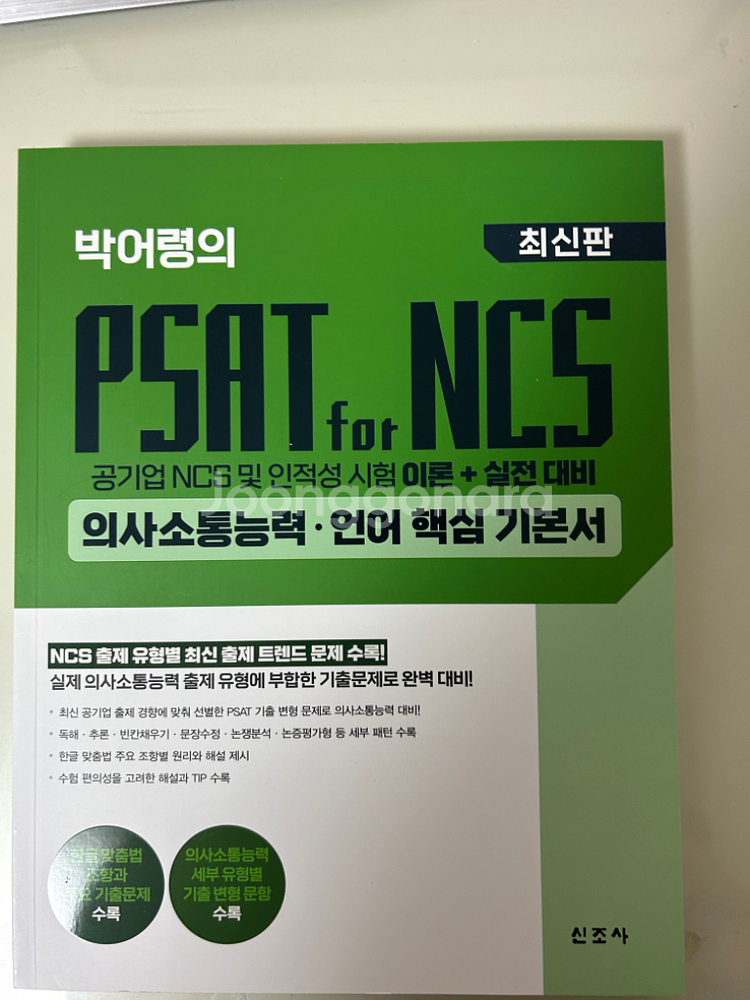 박어령의
최신판
PSAT for NCS
공기업 NCS 및 인적성 시험 이론 + 실전 대비
Joonggonara
의사소통능력 · 언어 핵심 기본서
NCS 출제 유형별 최신 출제 트렌드 문제 수록!
실제 의사소통능력 출제 유형에 부합한 기출문제로 완벽 대비!
• 최신 공기업 출제 경향에 맞춰 선별한 PSAT 기출 변형 문제로 의사소통능력 대비!
• 독해 · 추론 · 빈칸채우기 · 문장수정 · 논쟁분석 · 논증평가형 등 세부 패턴 수록
• 한글 맞춤법 주요 조항별 원리와 해설 제시
• 수험 편의성을 고려한 해설과 TIP 수록
한글 맞춤법
조항과
주요 기출문제
수록
의사소통능력
세부 유형별
기출 변형 문항
수록
신조사